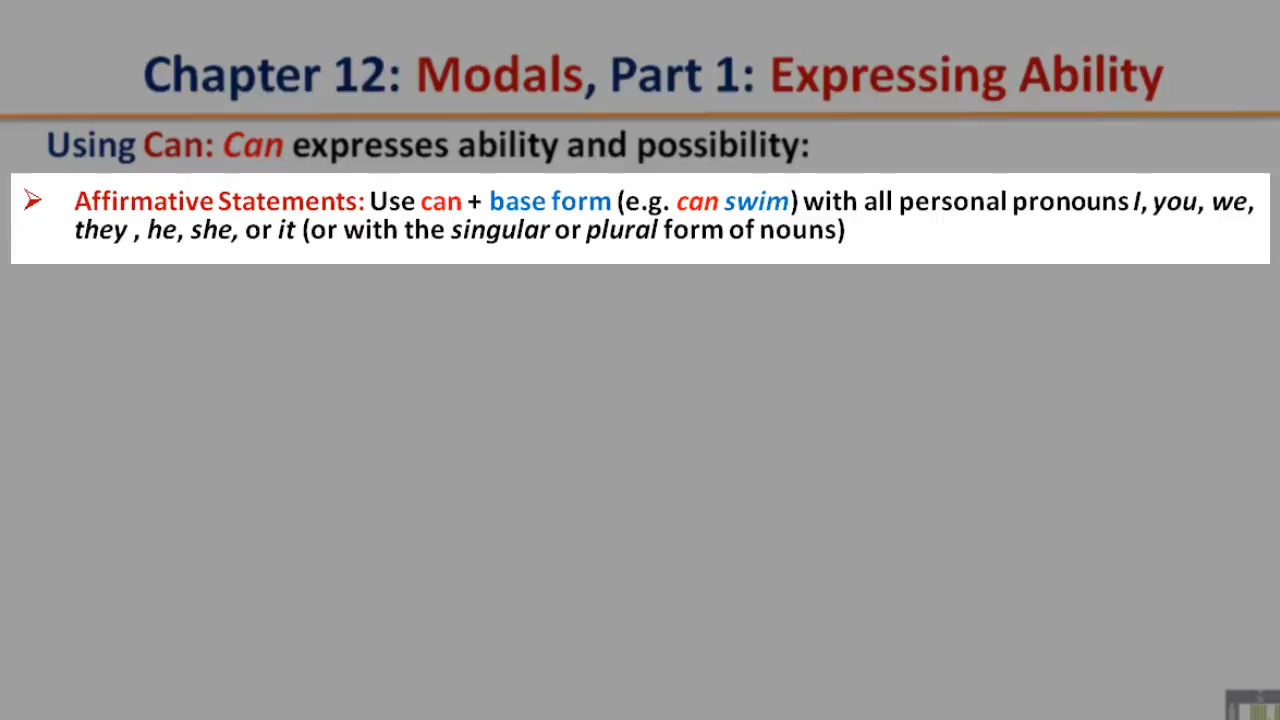 Chapter 12: Modals, Part 1: Expressing Ability
Using Can: Can expresses ability and possibility:
Affirmative Statements: Use can + base form (e.g. can swim) with all personal pronouns I, you, we,
they , he, she, or it (or with the singular or plural form of nouns)